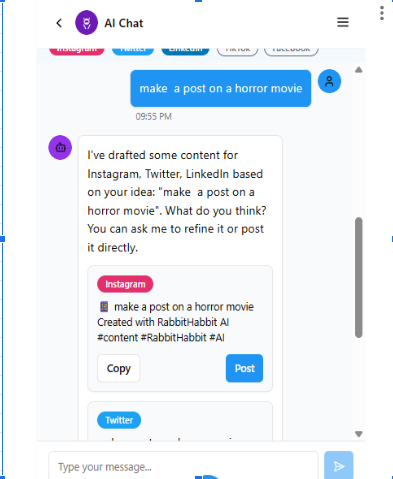 AI Chat
Instagram Twitter LinkedIn TikTok Facebook
make  a post on a horror movie
09:55 PM
I've drafted some content for
Instagram, Twitter, LinkedIn based
on your idea: "make  a post on a
horror movie". What do you think?
You can ask me to refine it or post
it directly.
Instagram
make a post on a horror movie
Created with RabbitHabbit AI
#content #RabbitHabbit #AI
Copy Post
Twitter
Type your message...